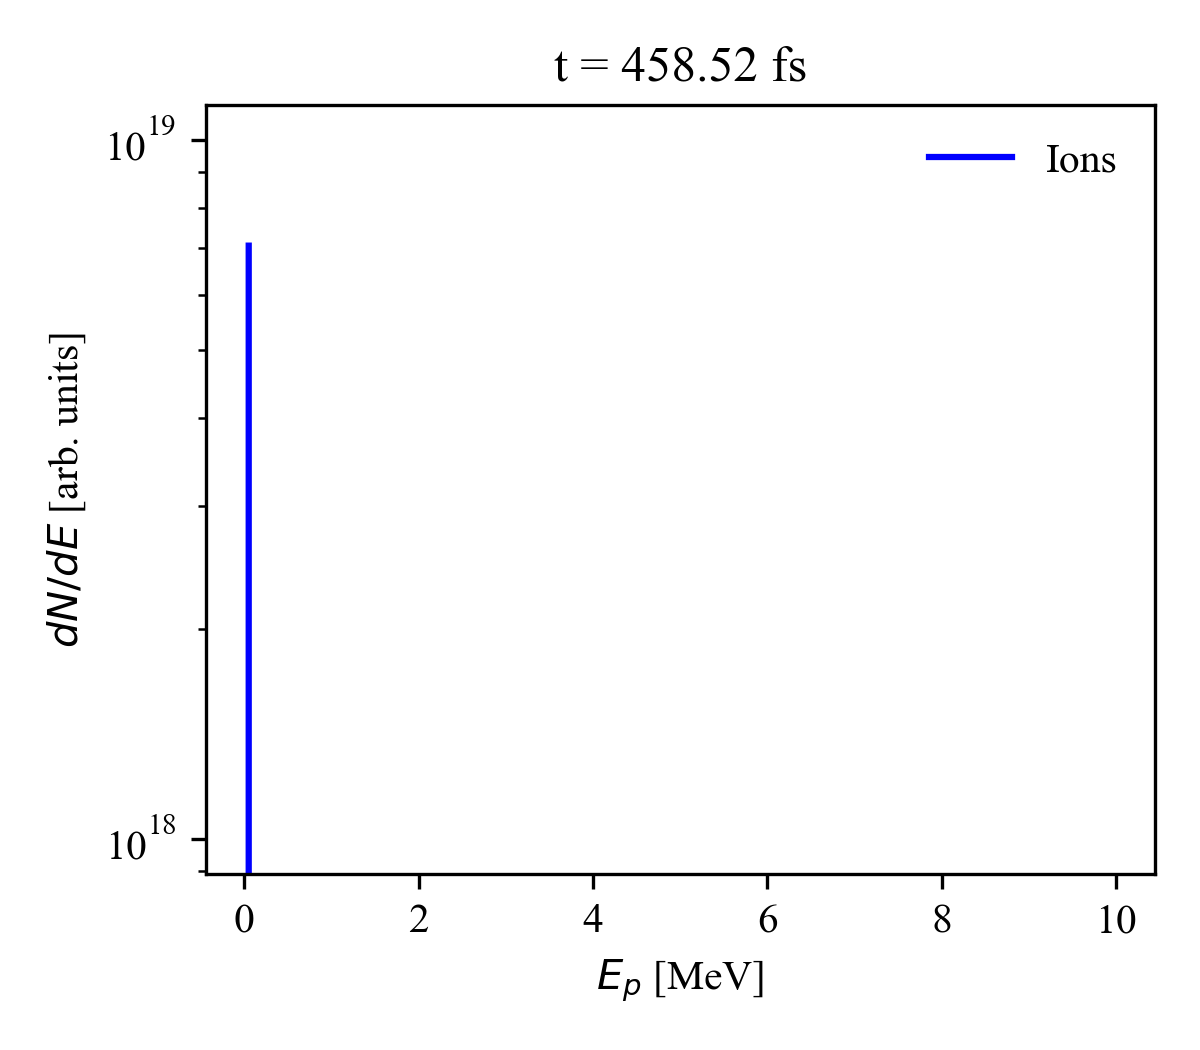 t = 458.52 fs
10^19
Ions
dN/dE [arb. units]
10^18
0 2 4 6 8 10
E_p [MeV]